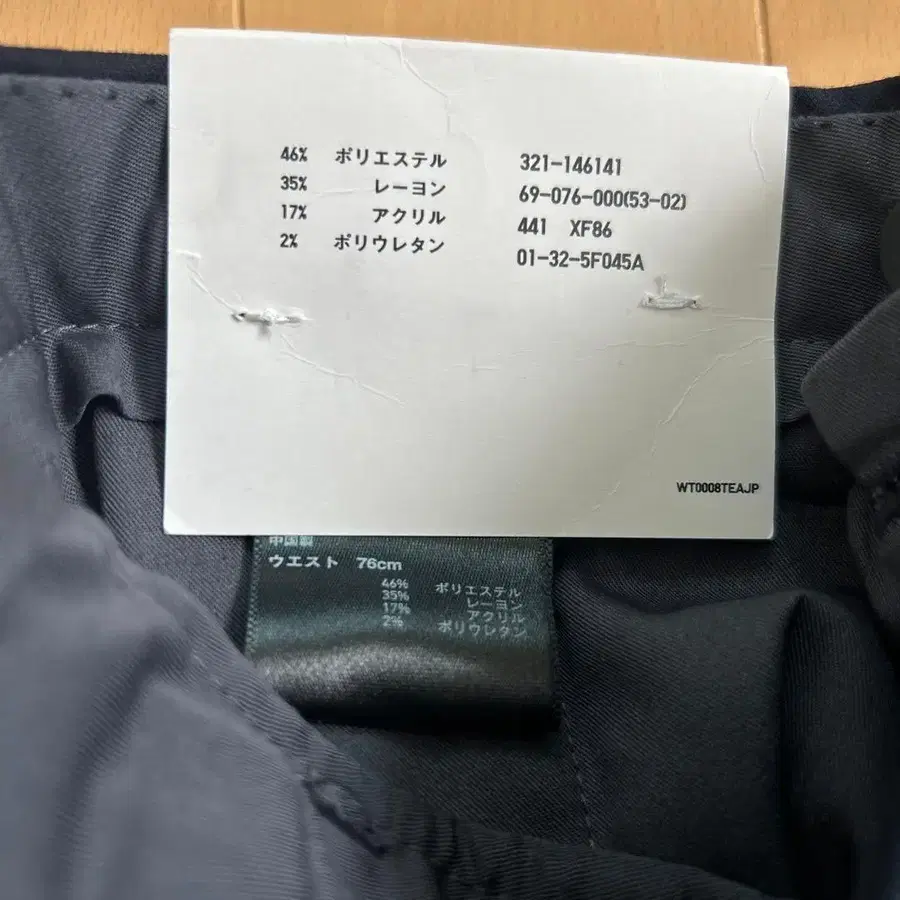 46% ポリエステル
35% レーヨン
17% アクリル
2% ポリウレタン
321-146141
69-076-000(53-02)
441 XF86
01-32-5F045A
WT0008TEAJP
中国製
ウエスト 76cm
46% ポリエステル
35% レーヨン
17% アクリル
2% ポリウレタン